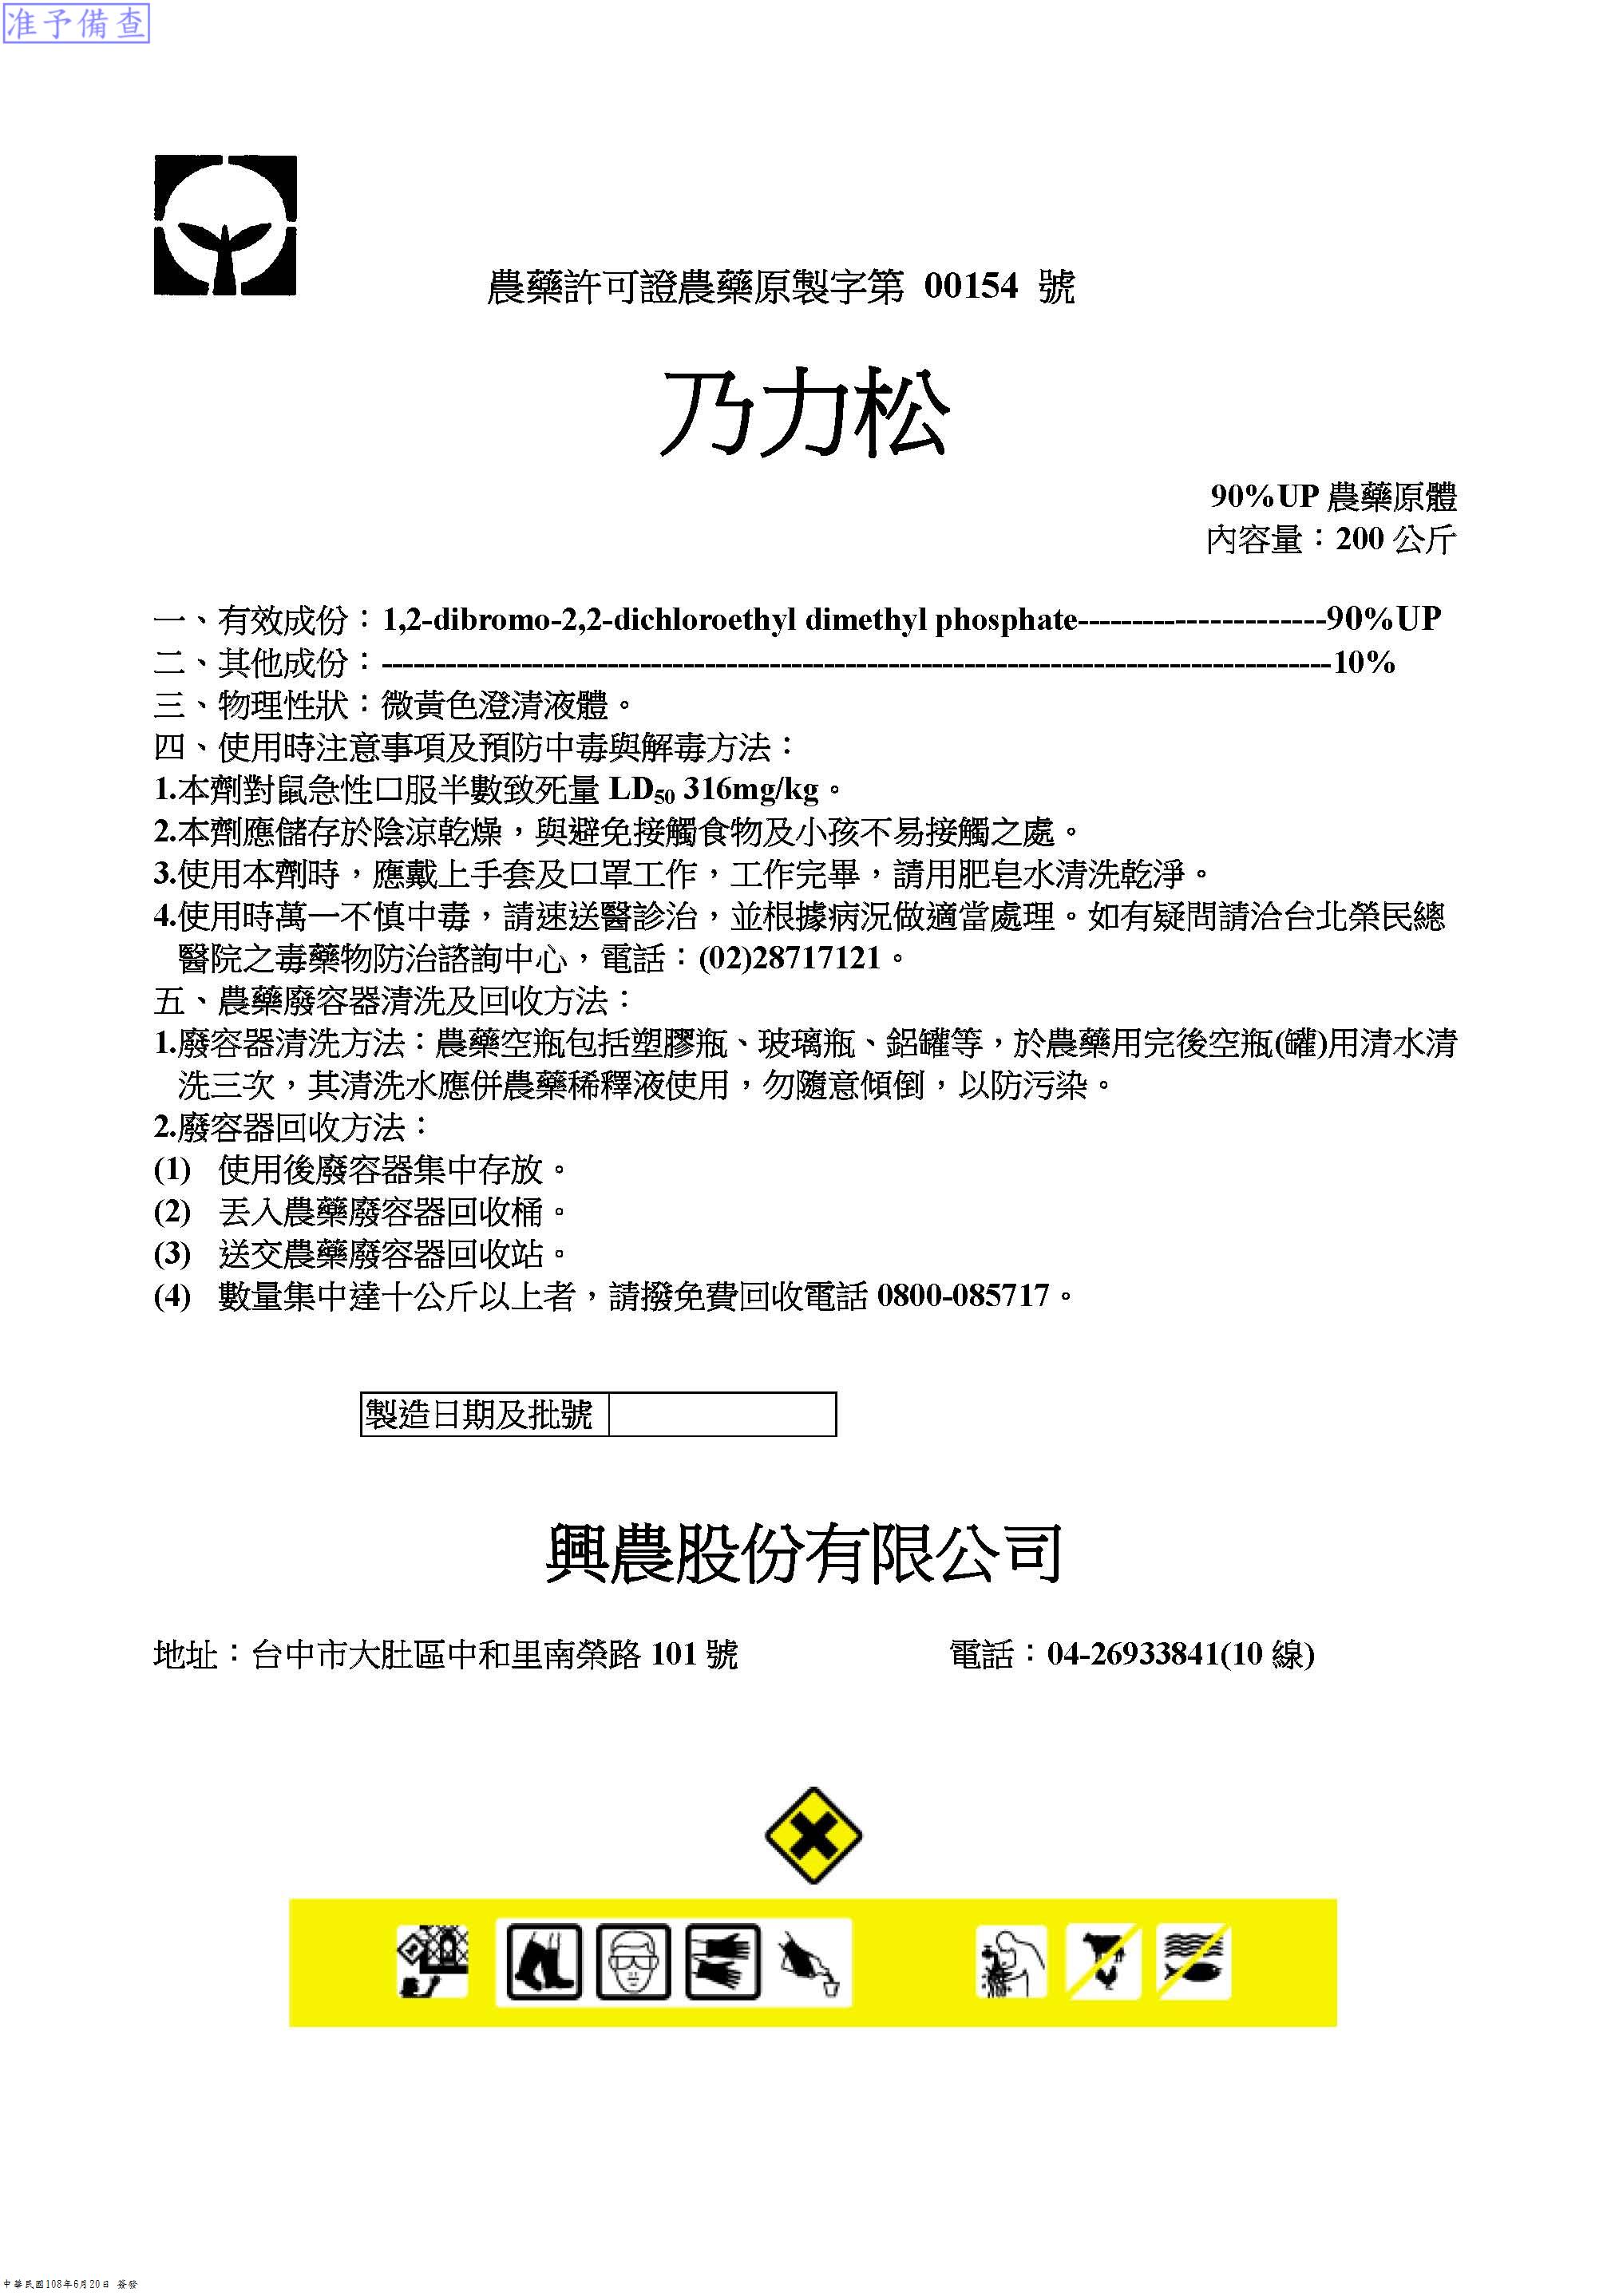 准予備查
農藥許可證農藥原製字第 00154 號
乃力松
90%UP 農藥原體
內容量：200 公斤
一、有效成份：1,2-dibromo-2,2-dichloroethyl dimethyl phosphate-----------------------90%UP
二、其他成份：----------------------------------------------------------------------------------------10%
三、物理性狀：微黃色澄清液體。
四、使用時注意事項及預防中毒與解毒方法：
1.本劑對鼠急性口服半數致死量 LD₅₀ 316mg/kg。
2.本劑應儲存於陰涼乾燥，與避免接觸食物及小孩不易接觸之處。
3.使用本劑時，應戴上手套及口罩工作，工作完畢，請用肥皂水清洗乾淨。
4.使用時萬一不慎中毒，請速送醫診治，並根據病況做適當處理。如有疑問請洽台北榮民總
醫院之毒藥物防治諮詢中心，電話：(02)28717121。
五、農藥廢容器清洗及回收方法：
1.廢容器清洗方法：農藥空瓶包括塑膠瓶、玻璃瓶、鋁罐等，於農藥用完後空瓶(罐)用清水清
洗三次，其清洗水應併農藥稀釋液使用，勿隨意傾倒，以防污染。
2.廢容器回收方法：
(1) 使用後廢容器集中存放。
(2) 丟入農藥廢容器回收桶。
(3) 送交農藥廢容器回收站。
(4) 數量集中達十公斤以上者，請撥免費回收電話 0800-085717。
製造日期及批號
興農股份有限公司
地址：台中市大肚區中和里南榮路 101 號 電話：04-26933841(10 線)
中華民國108年6月20日 簽發